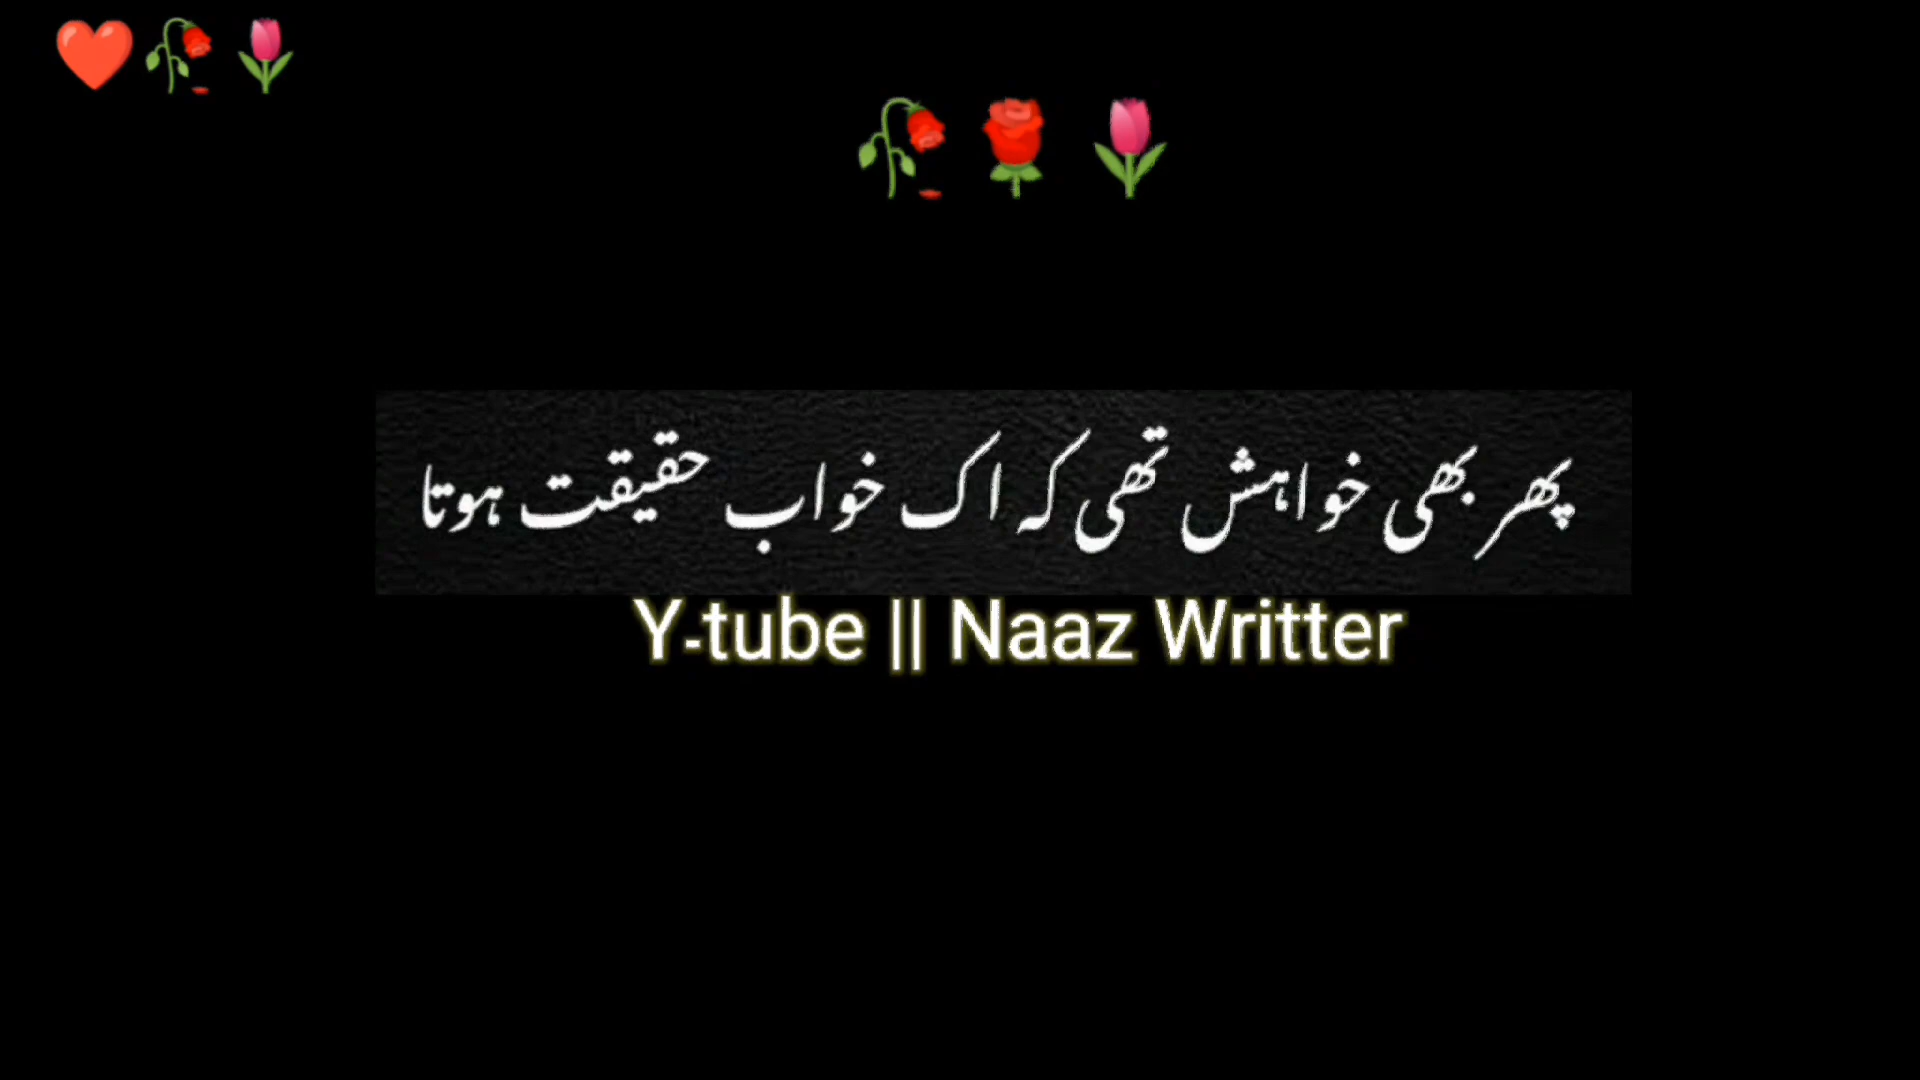 ❤️🥀🌷
🥀🌹🌷
پھر بھی خواہش تھی کہ اک خواب حقیقت ہوتا
Y-tube || Naaz Writter